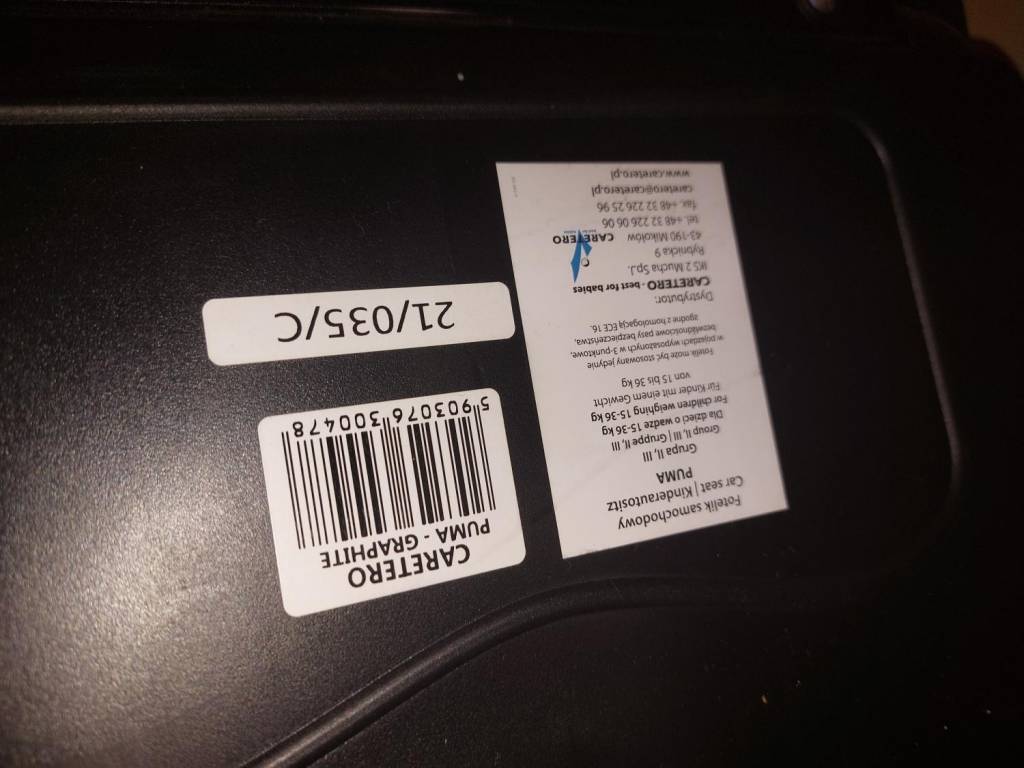 Fotelik samochodowy
Car seat | Kinderautositz
PUMA
Grupa II, III
Group II, III | Gruppe II, III
Dla dzieci o wadze 15-36 kg
For children weighing 15-36 kg
Für Kinder mit einem Gewicht
von 15 bis 36 kg
Fotelik może być stosowany jedynie
w pojazdach wyposażonych w 3-punktowe,
bezwładnościowe pasy bezpieczeństwa,
zgodne z homologacją ECE 16.
Dystrybutor:
CARETERO - best for babies
IKS 2 Mucha Sp.J.
Rybnicka 9
43-190 Mikołów
tel. +48 32 226 06 06
fax. +48 32 226 25 96
caretero@caretero.pl
www.caretero.pl
CARETERO
CARETERO
PUMA - GRAPHITE
5 903076 300478
21/035/C